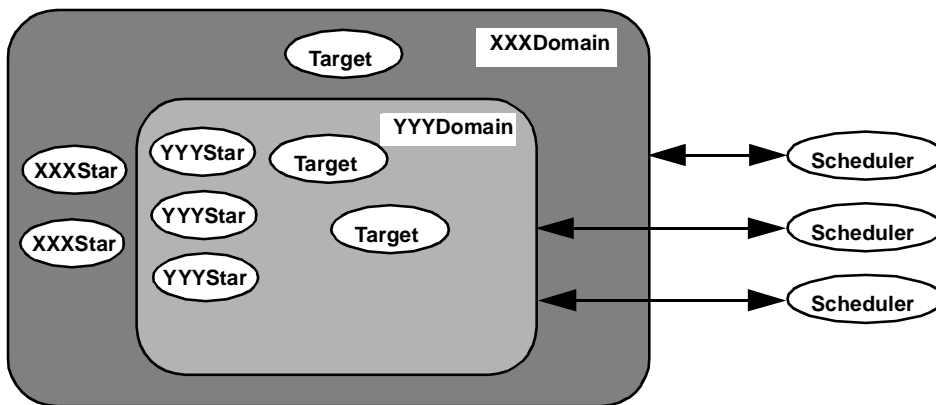 XXXDomain
Target
YYYDomain
YYYStar
Target
XXXStar
Scheduler
YYYStar
XXXStar
Target
Scheduler
YYYStar
Scheduler